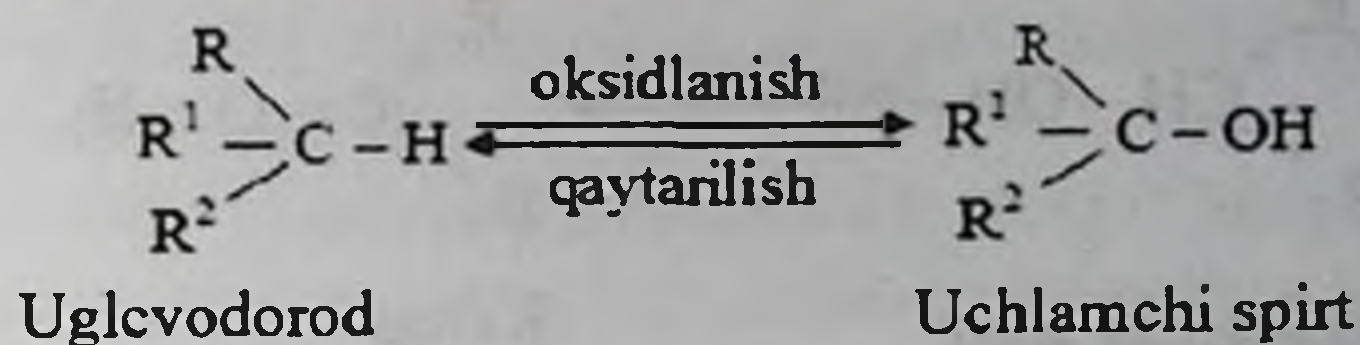 R
oksidlanish
R
R¹ — C – H
R¹ — C – OH
qaytarilish
R²
R²
Uglcvodorod
Uchlamchi spirt